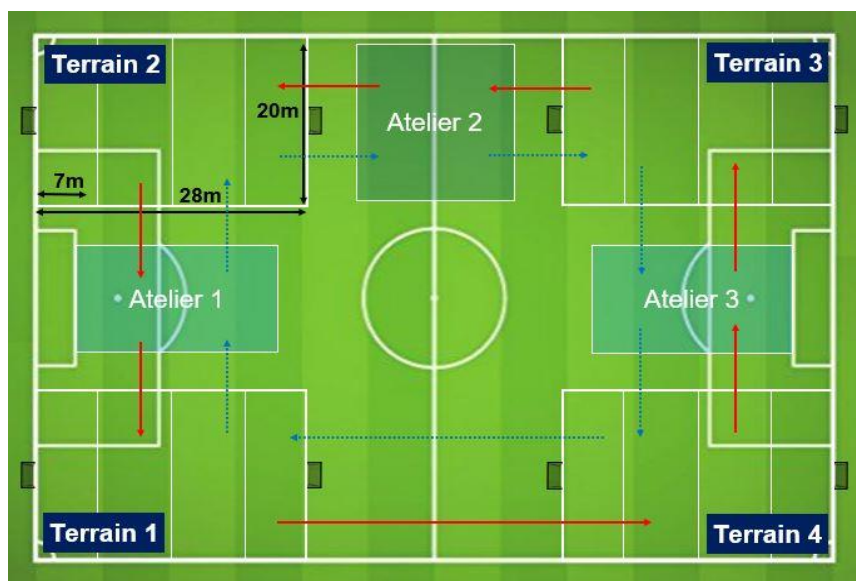 Terrain 2
Terrain 3
20m
Atelier 2
7m
28m
Atelier 1
Atelier 3
Terrain 1
Terrain 4